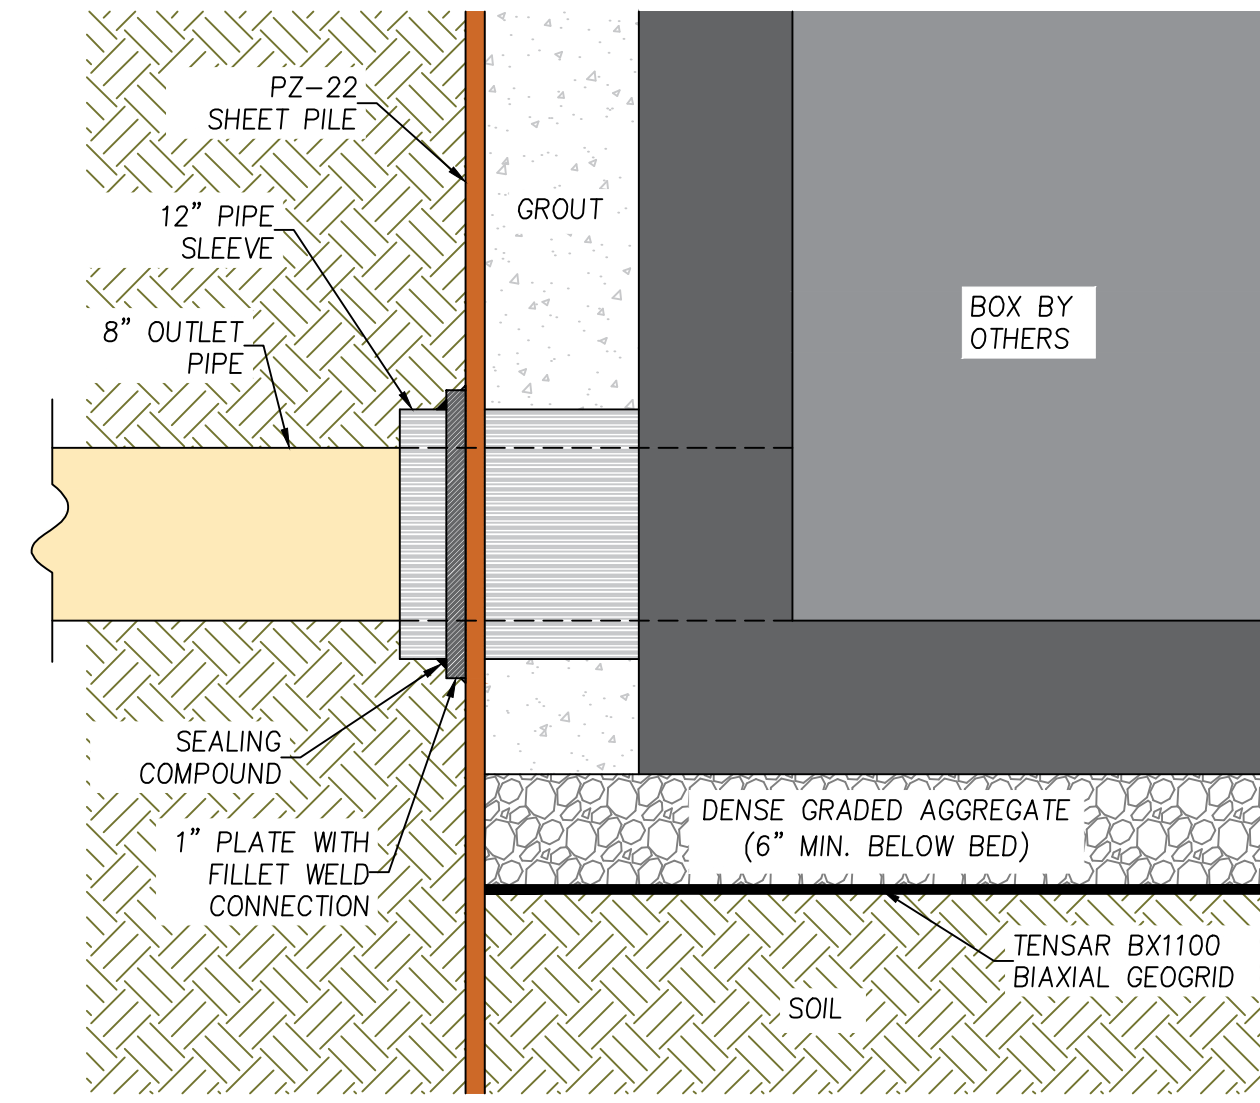 PZ-22
SHEET PILE
12” PIPE
SLEEVE
GROUT
8” OUTLET
PIPE
BOX BY
OTHERS
SEALING
COMPOUND
1” PLATE WITH
FILLET WELD
CONNECTION
DENSE GRADED AGGREGATE
(6” MIN. BELOW BED)
TENSAR BX1100
BIAXIAL GEOGRID
SOIL